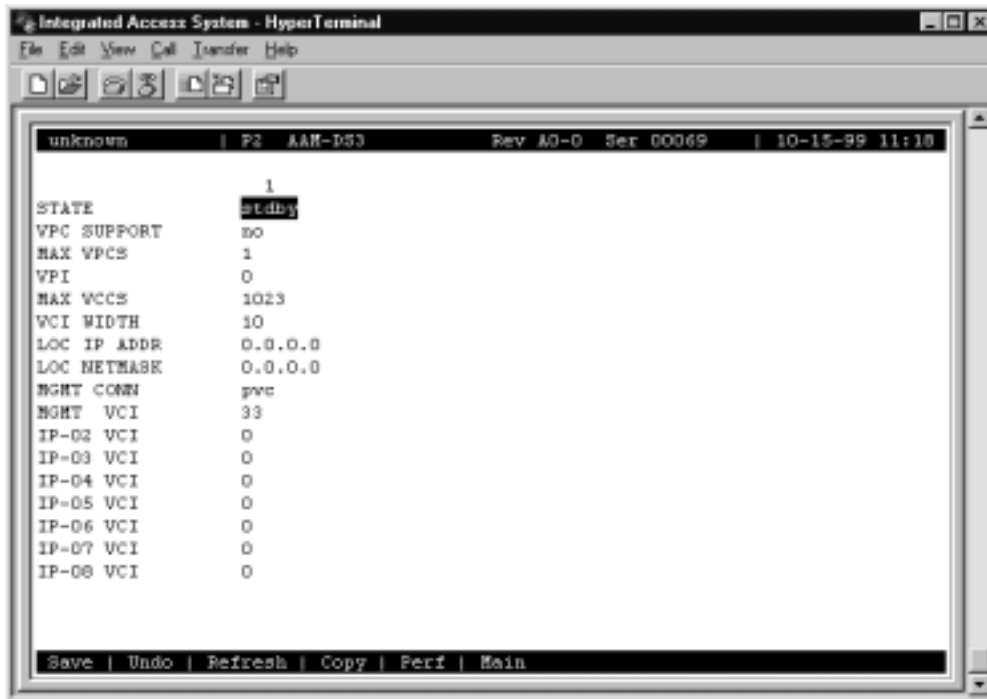 Integrated Access System - HyperTerminal
File Edit View Call Transfer Help
unknown | P2 AAM-DS3 Rev A0-0 Ser 00069 | 10-15-99 11:18
1
STATE stdby
VPC SUPPORT no
MAX VPCS 1
VPI 0
MAX VCCS 1023
VCI WIDTH 10
LOC IP ADDR 0.0.0.0
LOC NETMASK 0.0.0.0
MGMT CONN pvc
MGMT VCI 33
IP-02 VCI 0
IP-03 VCI 0
IP-04 VCI 0
IP-05 VCI 0
IP-06 VCI 0
IP-07 VCI 0
IP-08 VCI 0
Save | Undo | Refresh | Copy | Perf | Main